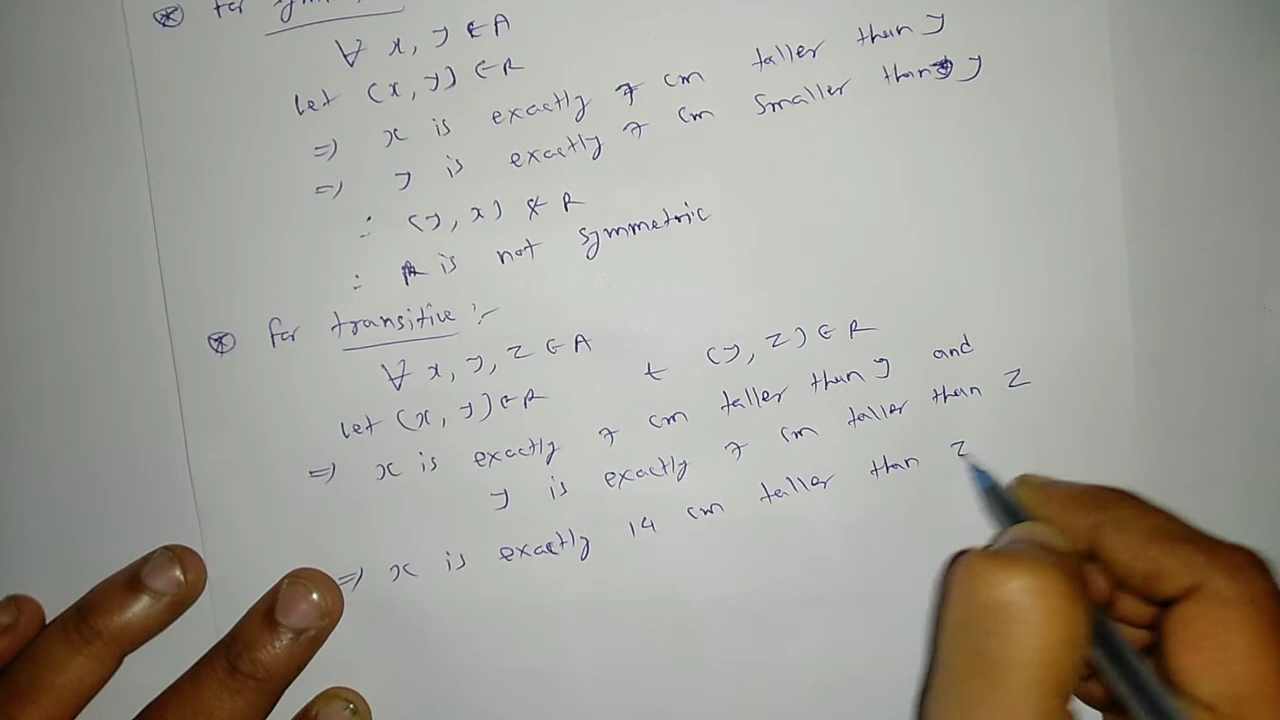 ⊛ For
∀ x, y ∈ A
Let (x, y) ∈ R
⇒ x is exactly 7 cm taller than y
⇒ y is exactly 7 cm smaller than y
∴ (y, x) ∉ R
∴ R is not symmetric
⊛ For transitive :-
∀ x, y, z ∈ A
Let (x, y) ∈ R & (y, z) ∈ R
⇒ x is exactly 7 cm taller than y and
y is exactly 7 cm taller than z
⇒ x is exactly 14 cm taller than z